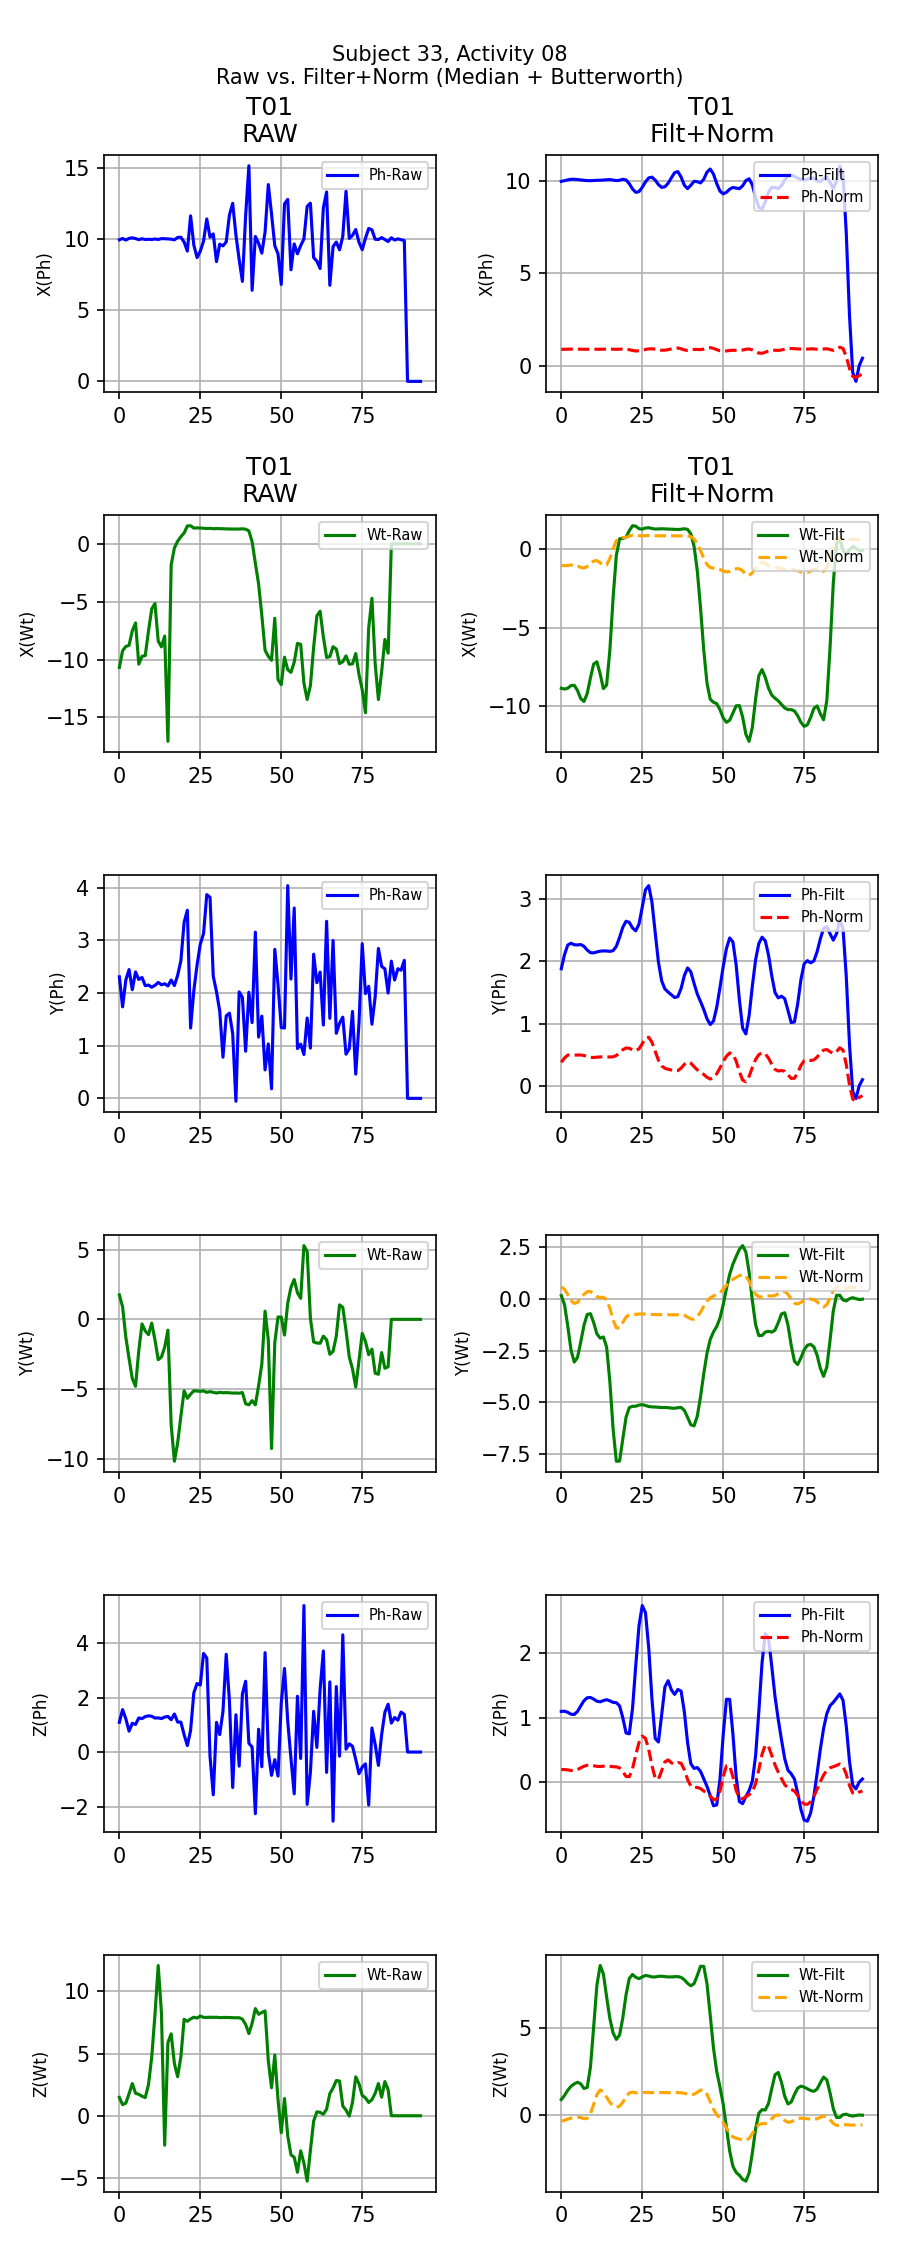 Subject 33, Activity 08
Raw vs. Filter+Norm (Median + Butterworth)
T01
RAW
X(Ph)
15
10
5
0
0 25 50 75
Ph-Raw
T01
Filt+Norm
X(Ph)
10
5
0
0 25 50 75
Ph-Filt
Ph-Norm
T01
RAW
X(Wt)
0
−5
−10
−15
0 25 50 75
Wt-Raw
T01
Filt+Norm
X(Wt)
0
−5
−10
0 25 50 75
Wt-Filt
Wt-Norm
Y(Ph)
4
3
2
1
0
0 25 50 75
Ph-Raw
Y(Ph)
3
2
1
0
0 25 50 75
Ph-Filt
Ph-Norm
Y(Wt)
5
0
−5
−10
0 25 50 75
Wt-Raw
Y(Wt)
2.5
0.0
−2.5
−5.0
−7.5
0 25 50 75
Wt-Filt
Wt-Norm
Z(Ph)
4
2
0
−2
0 25 50 75
Ph-Raw
Z(Ph)
2
1
0
0 25 50 75
Ph-Filt
Ph-Norm
Z(Wt)
10
5
0
−5
0 25 50 75
Wt-Raw
Z(Wt)
5
0
0 25 50 75
Wt-Filt
Wt-Norm